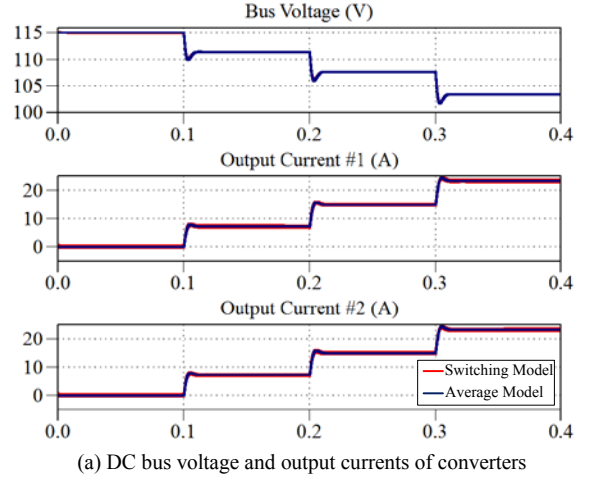 Bus Voltage (V)
115
110
105
100
0.0 0.1 0.2 0.3 0.4
Output Current #1 (A)
20
10
0
0.0 0.1 0.2 0.3 0.4
Output Current #2 (A)
20
10
0
Switching Model
Average Model
0.0 0.1 0.2 0.3 0.4
(a) DC bus voltage and output currents of converters